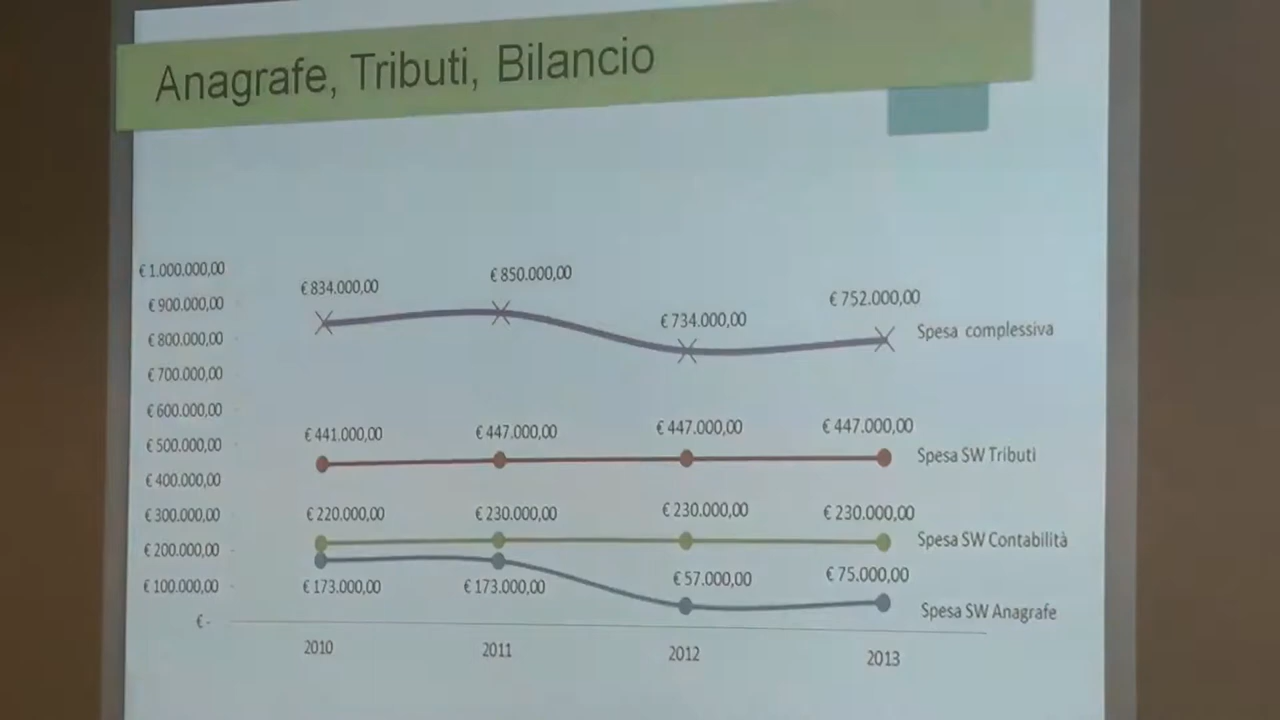 Anagrafe, Tributi, Bilancio
€ 1.000.000,00
€ 900.000,00
€ 800.000,00
€ 700.000,00
€ 600.000,00
€ 500.000,00
€ 400.000,00
€ 300.000,00
€ 200.000,00
€ 100.000,00
€ -
€ 834.000,00 € 850.000,00 € 734.000,00 € 752.000,00
Spesa complessiva
€ 441.000,00 € 447.000,00 € 447.000,00 € 447.000,00
Spesa SW Tributi
€ 220.000,00 € 230.000,00 € 230.000,00 € 230.000,00
Spesa SW Contabilità
€ 173.000,00 € 173.000,00 € 57.000,00 € 75.000,00
Spesa SW Anagrafe
2010 2011 2012 2013